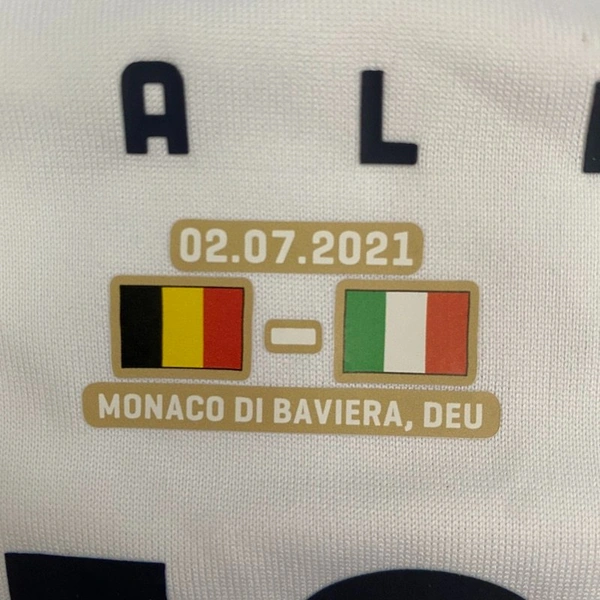 A L
02.07.2021
MONACO DI BAVIERA, DEU